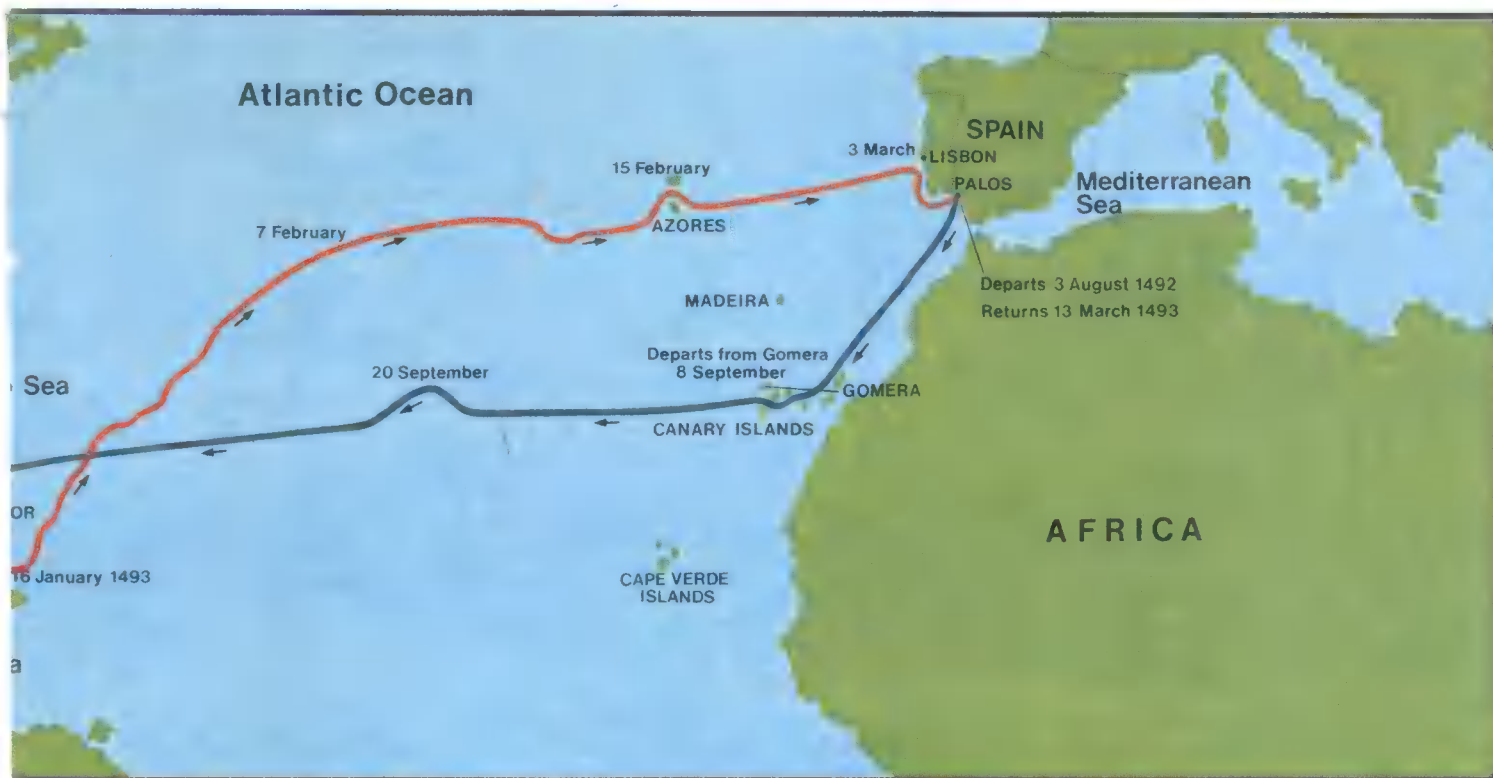 Atlantic Ocean
SPAIN
3 March
LISBON
15 February
PALOS
Mediterranean
Sea
AZORES
7 February
Departs 3 August 1492
Returns 13 March 1493
MADEIRA
Departs from Gomera
8 September
20 September
Sea
GOMERA
CANARY ISLANDS
OR
AFRICA
16 January 1493
CAPE VERDE
ISLANDS
a